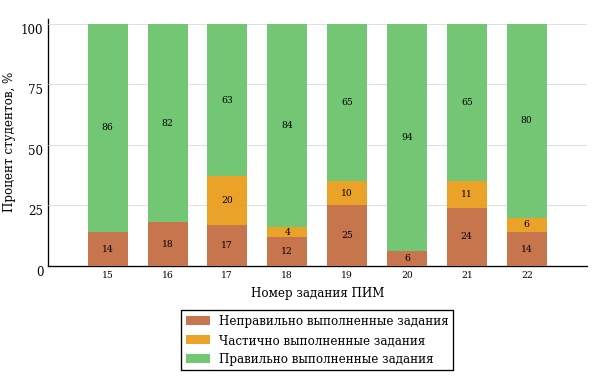 Процент студентов, %
100
75
50
25
0
86 82 63 84 65 94 65 80
20 4 10 11 6
14 18 17 12 25 6 24 14
15 16 17 18 19 20 21 22
Номер задания ПИМ
Неправильно выполненные задания
Частично выполненные задания
Правильно выполненные задания